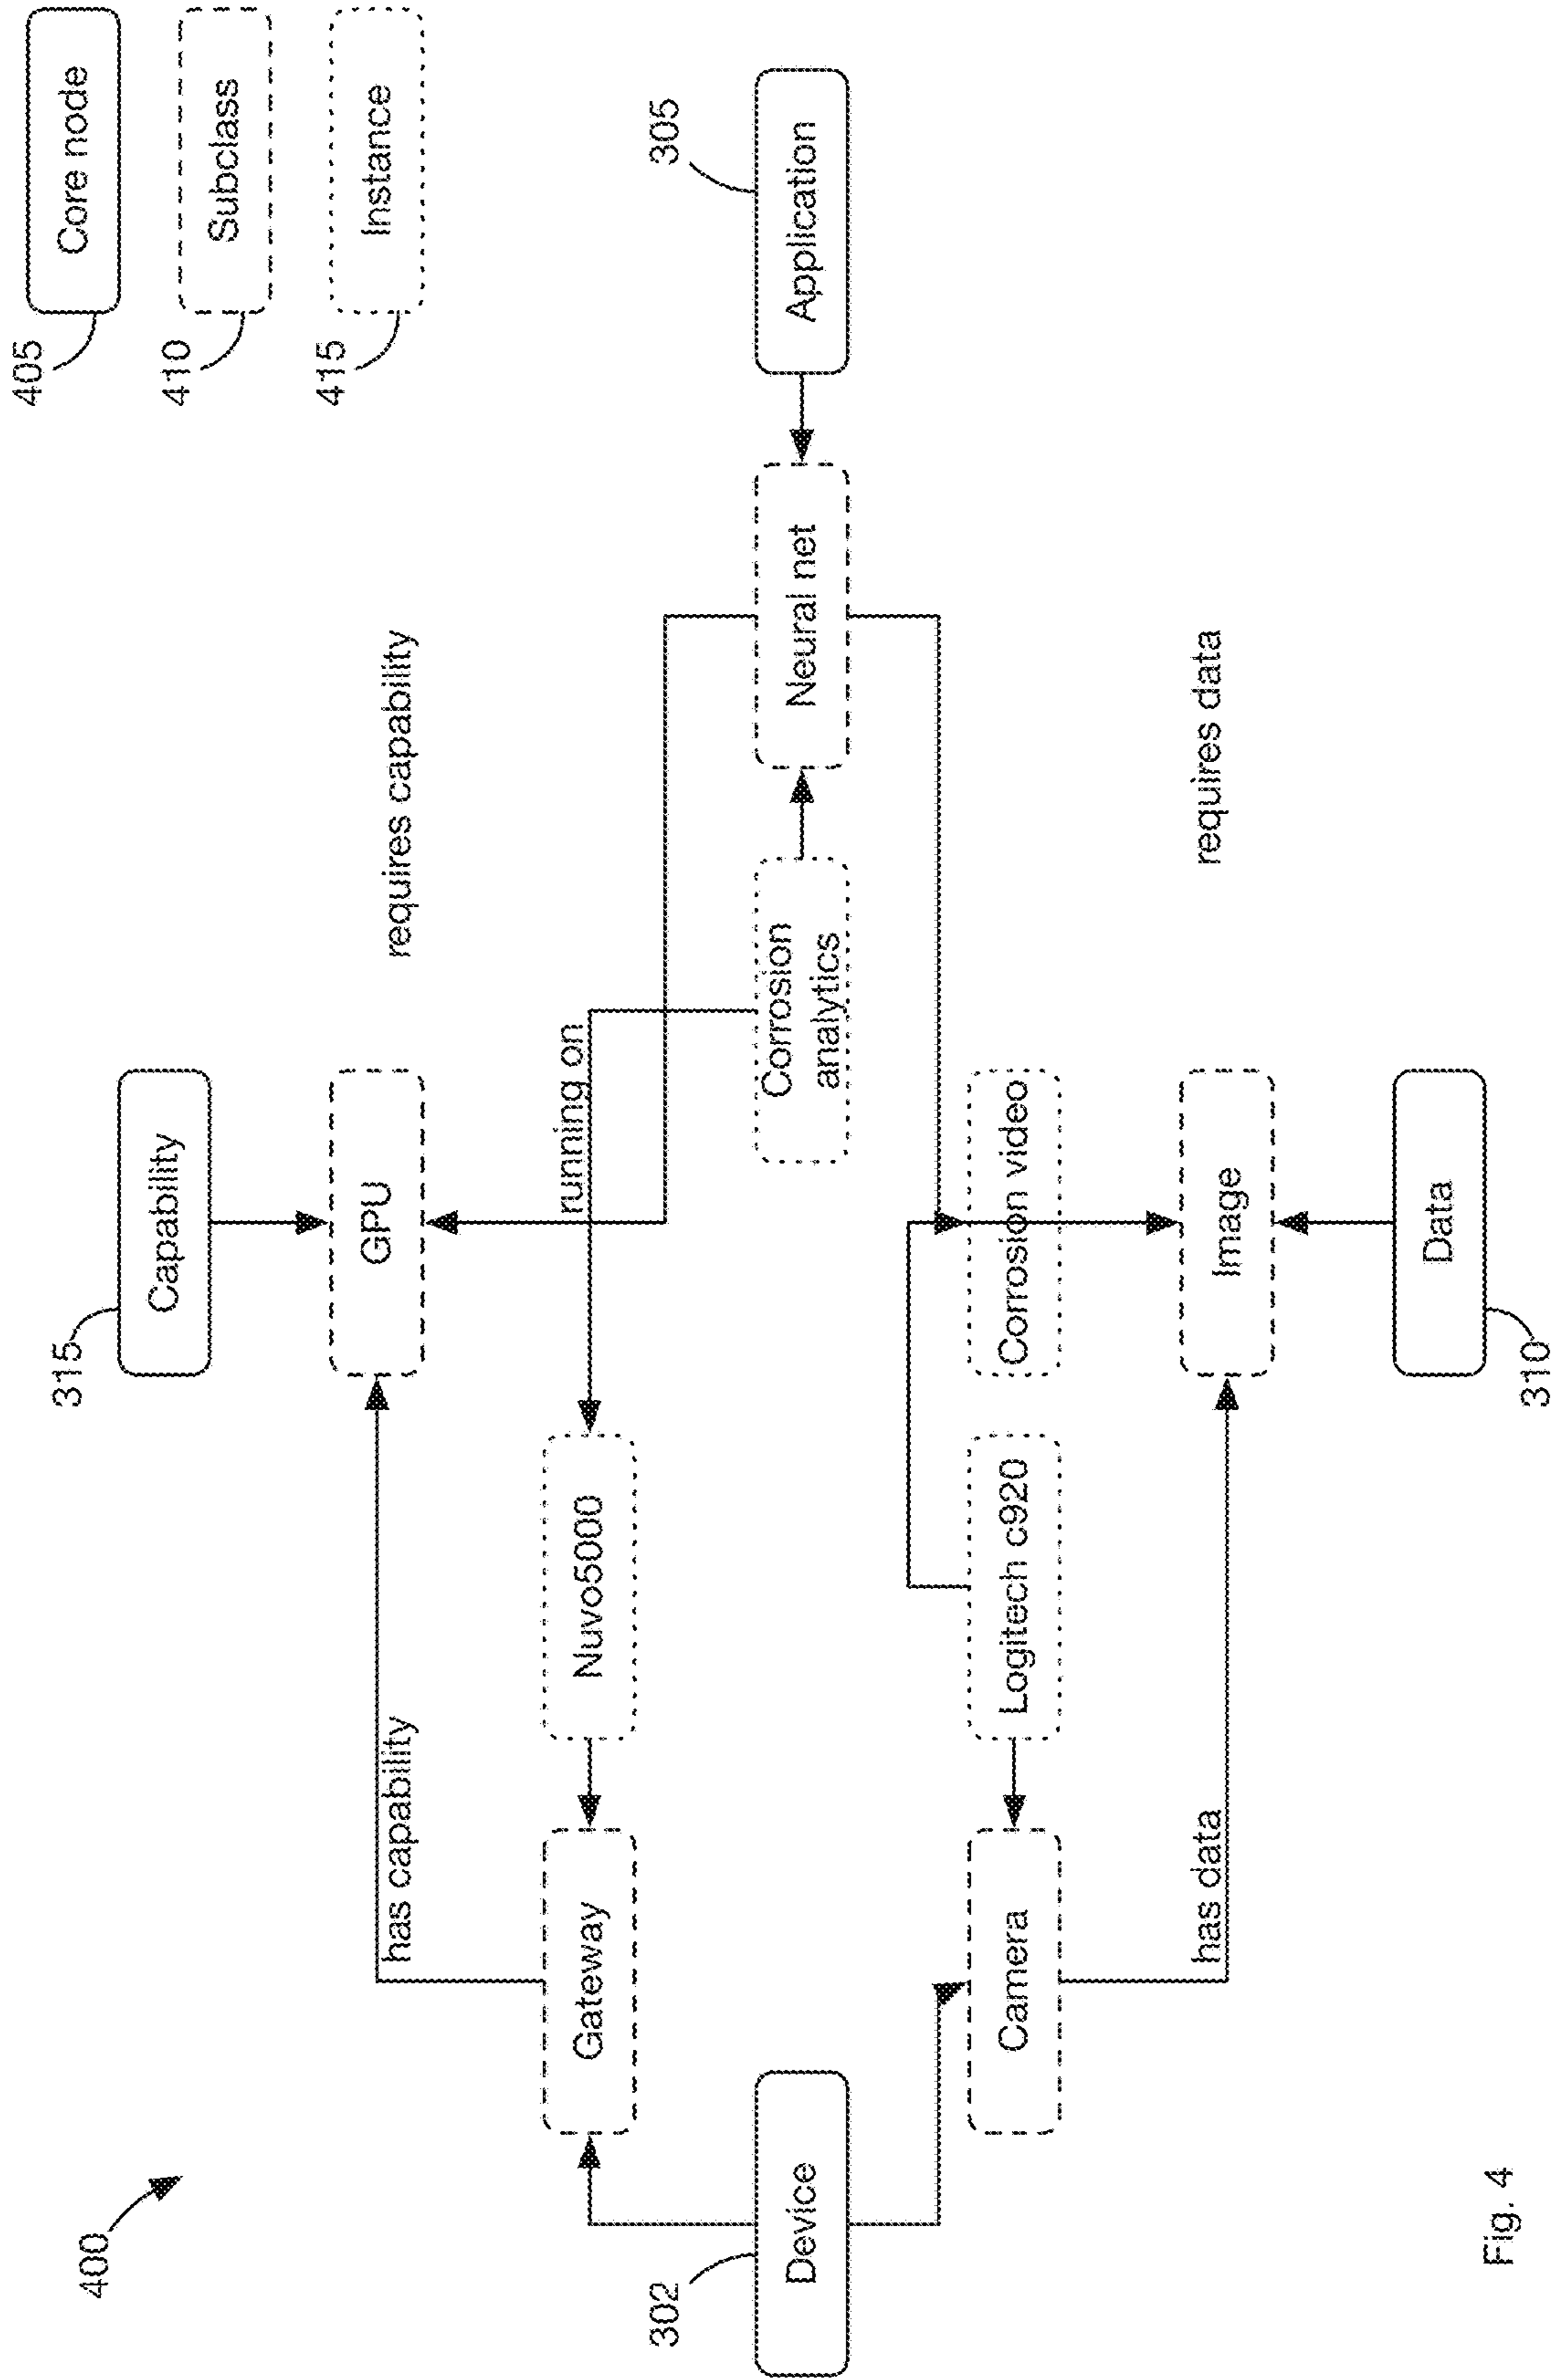 400
405
Core node
410
Subclass
415
Instance
315
Capability
GPU
has capability
requires capability
running on
Gateway
Nuvo5000
302
Device
Corrosion
analytics
Neural net
305
Application
Camera
Logitech c920
Corrosion video
has data
Image
requires data
Data
310
Fig. 4